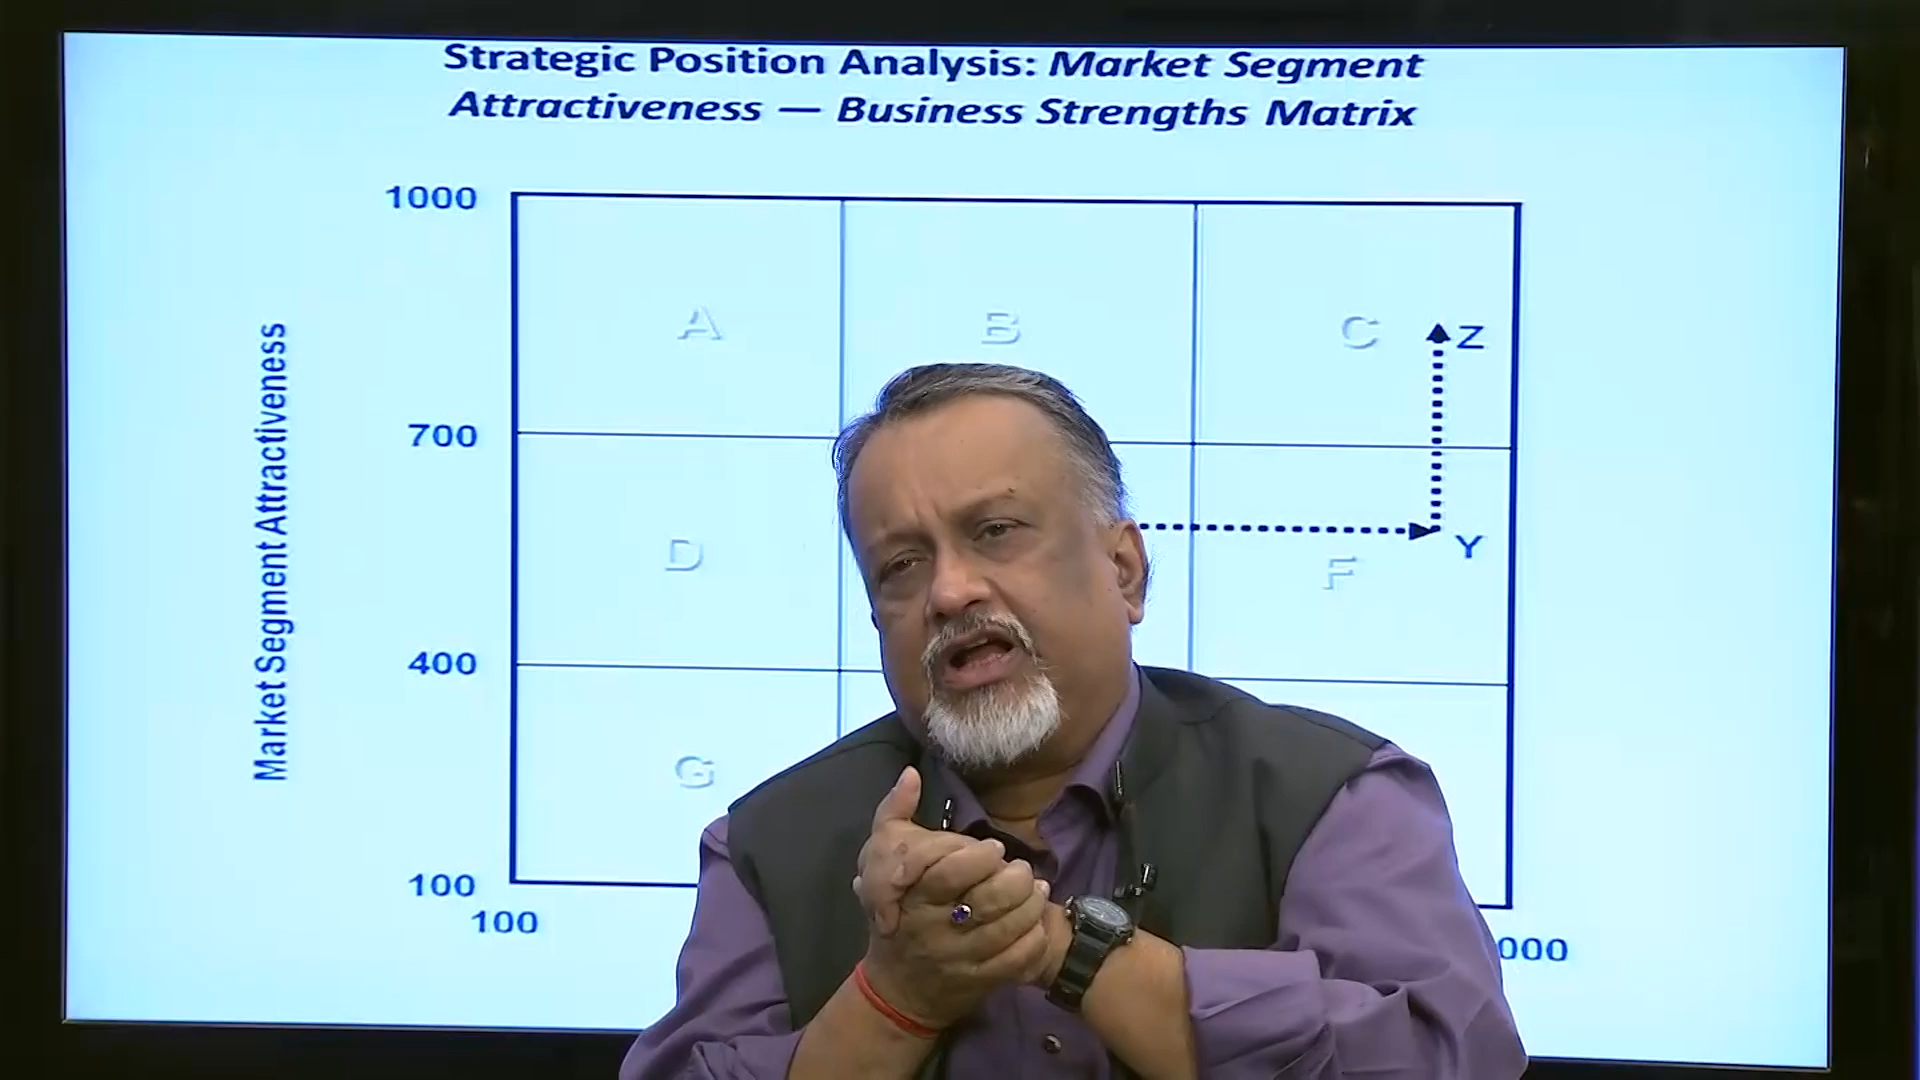 Strategic Position Analysis: Market Segment
Attractiveness — Business Strengths Matrix
1000
A
B
C
Z
700
Market Segment Attractiveness
D
F
Y
400
G
100
100
000